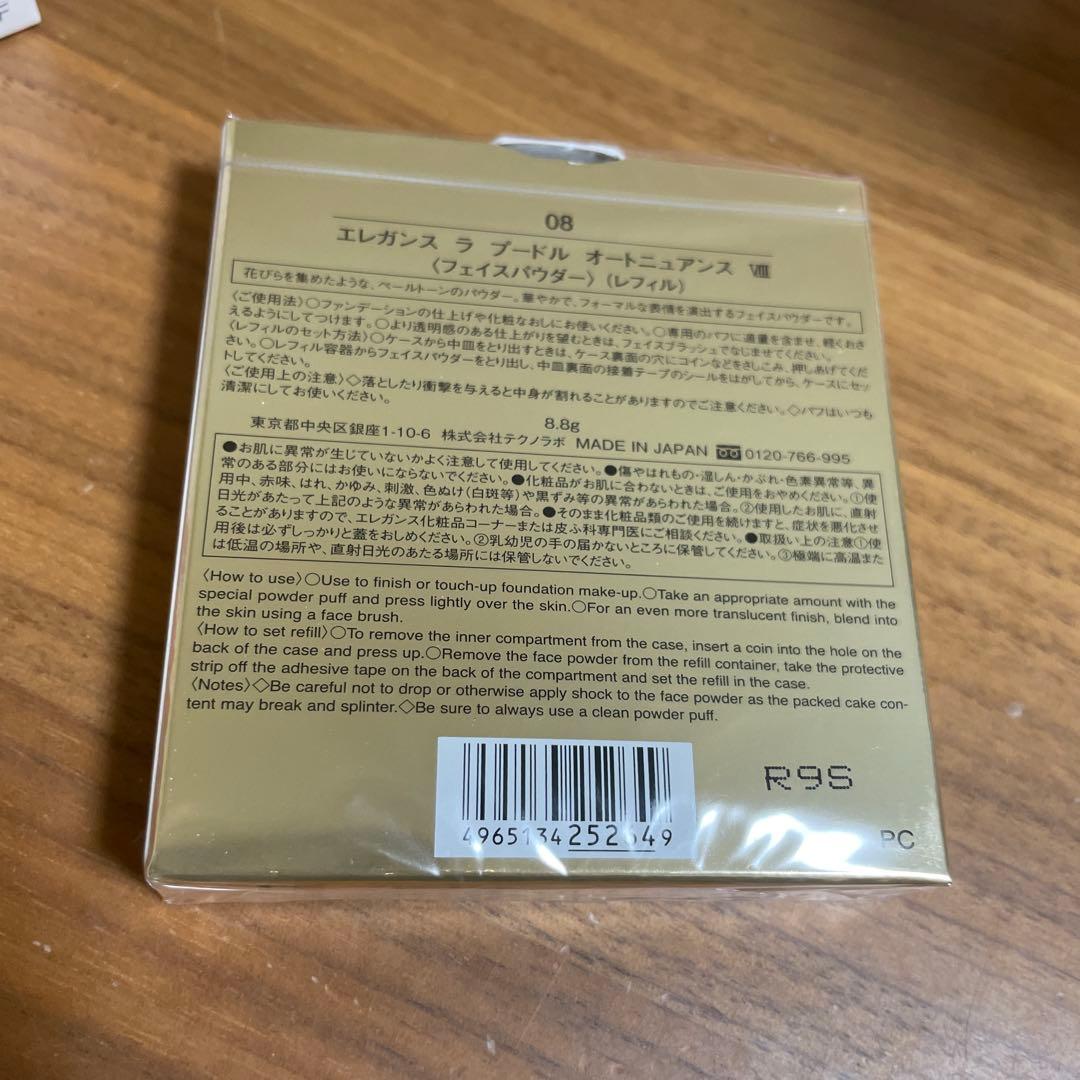 08
エレガンス ラ プードル オートニュアンス Ⅷ
〈フェイスパウダー〉(レフィル)
花びらを集めたような、ペールトーンのパウダー。華やかで、フォーマルな表情を演出するフェイスパウダーです。
〈ご使用法〉○ファンデーションの仕上げや化粧なおしにお使いください。○専用のパフに適量を含ませ、軽くおさ
えるようにしてつけます。○より透明感のある仕上がりを望むときは、フェイスブラッシュでなじませてください。
〈レフィルのセット方法〉○ケースから中皿をとり出すときは、ケース裏面の穴にコインなどをさしこみ、押しあげてくだ
さい。○レフィル容器からフェイスパウダーをとり出し、中皿裏面の接着テープのシールをはがしてから、ケースにセッ
トしてください。
〈ご使用上の注意〉◇落としたり衝撃を与えると中身が割れることがありますのでご注意ください。◇パフはいつも
清潔にしてお使いください。
8.8g
東京都中央区銀座1-10-6 株式会社テクノラボ MADE IN JAPAN 0120-766-995
●お肌に異常が生じていないかよく注意して使用してください。●傷やはれもの・湿しん・かぶれ・色素異常等、異
常のある部分にはお使いにならないでください。●化粧品がお肌に合わないときは、ご使用をおやめください。①使
用中、赤味、はれ、かゆみ、刺激、色ぬけ(白斑等)や黒ずみ等の異常があらわれた場合。②使用したお肌に、直射
日光があたって上記のような異常があらわれた場合。●そのまま化粧品類のご使用を続けますと、症状を悪化させ
ることがありますので、エレガンス化粧品コーナーまたは皮ふ科専門医にご相談ください。●取扱い上の注意①使
用後は必ずしっかりと蓋をおしめください。②乳幼児の手の届かないところに保管してください。③極端に高温また
は低温の場所や、直射日光のあたる場所には保管しないでください。
〈How to use〉○Use to finish or touch-up foundation make-up.○Take an appropriate amount with the
special powder puff and press lightly over the skin.○For an even more translucent finish, blend into
the skin using a face brush.
〈How to set refill〉○To remove the inner compartment from the case, insert a coin into the hole on the
back of the case and press up.○Remove the face powder from the refill container, take the protective
strip off the adhesive tape on the back of the compartment and set the refill in the case.
〈Notes〉◇Be careful not to drop or otherwise apply shock to the face powder as the packed cake con-
tent may break and splinter.◇Be sure to always use a clean powder puff.
4965134252649
R9S
PC